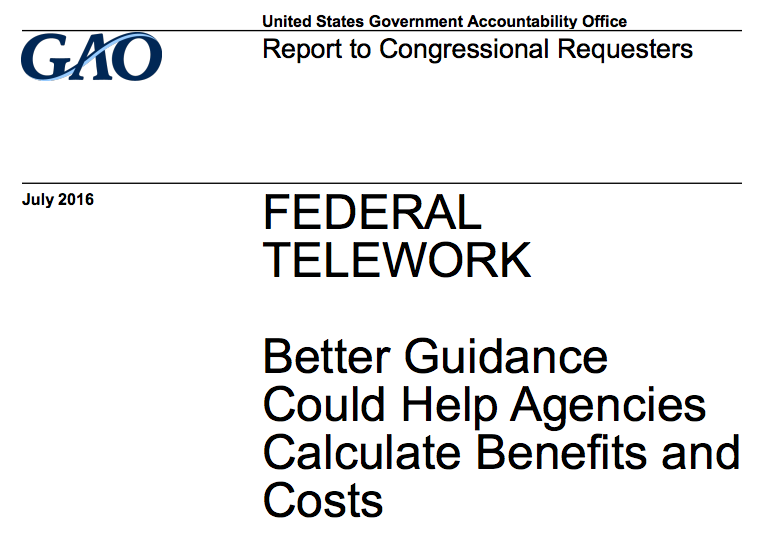 United States Government Accountability Office
GAO
Report to Congressional Requesters
July 2016
FEDERAL
TELEWORK
Better Guidance
Could Help Agencies
Calculate Benefits and
Costs